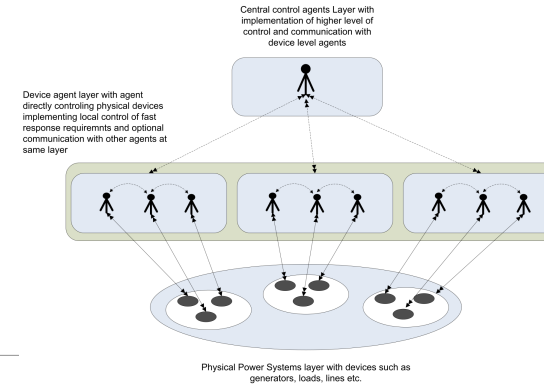 Central control agents Layer with
implementation of higher level of
control and communication with
device level agents
Device agent layer with agent
directly controling physical devices
implementing local control of fast
response requiremnts and optional
communication with other agents at
same layer
Physical Power Systems layer with devices such as
generators, loads, lines etc.